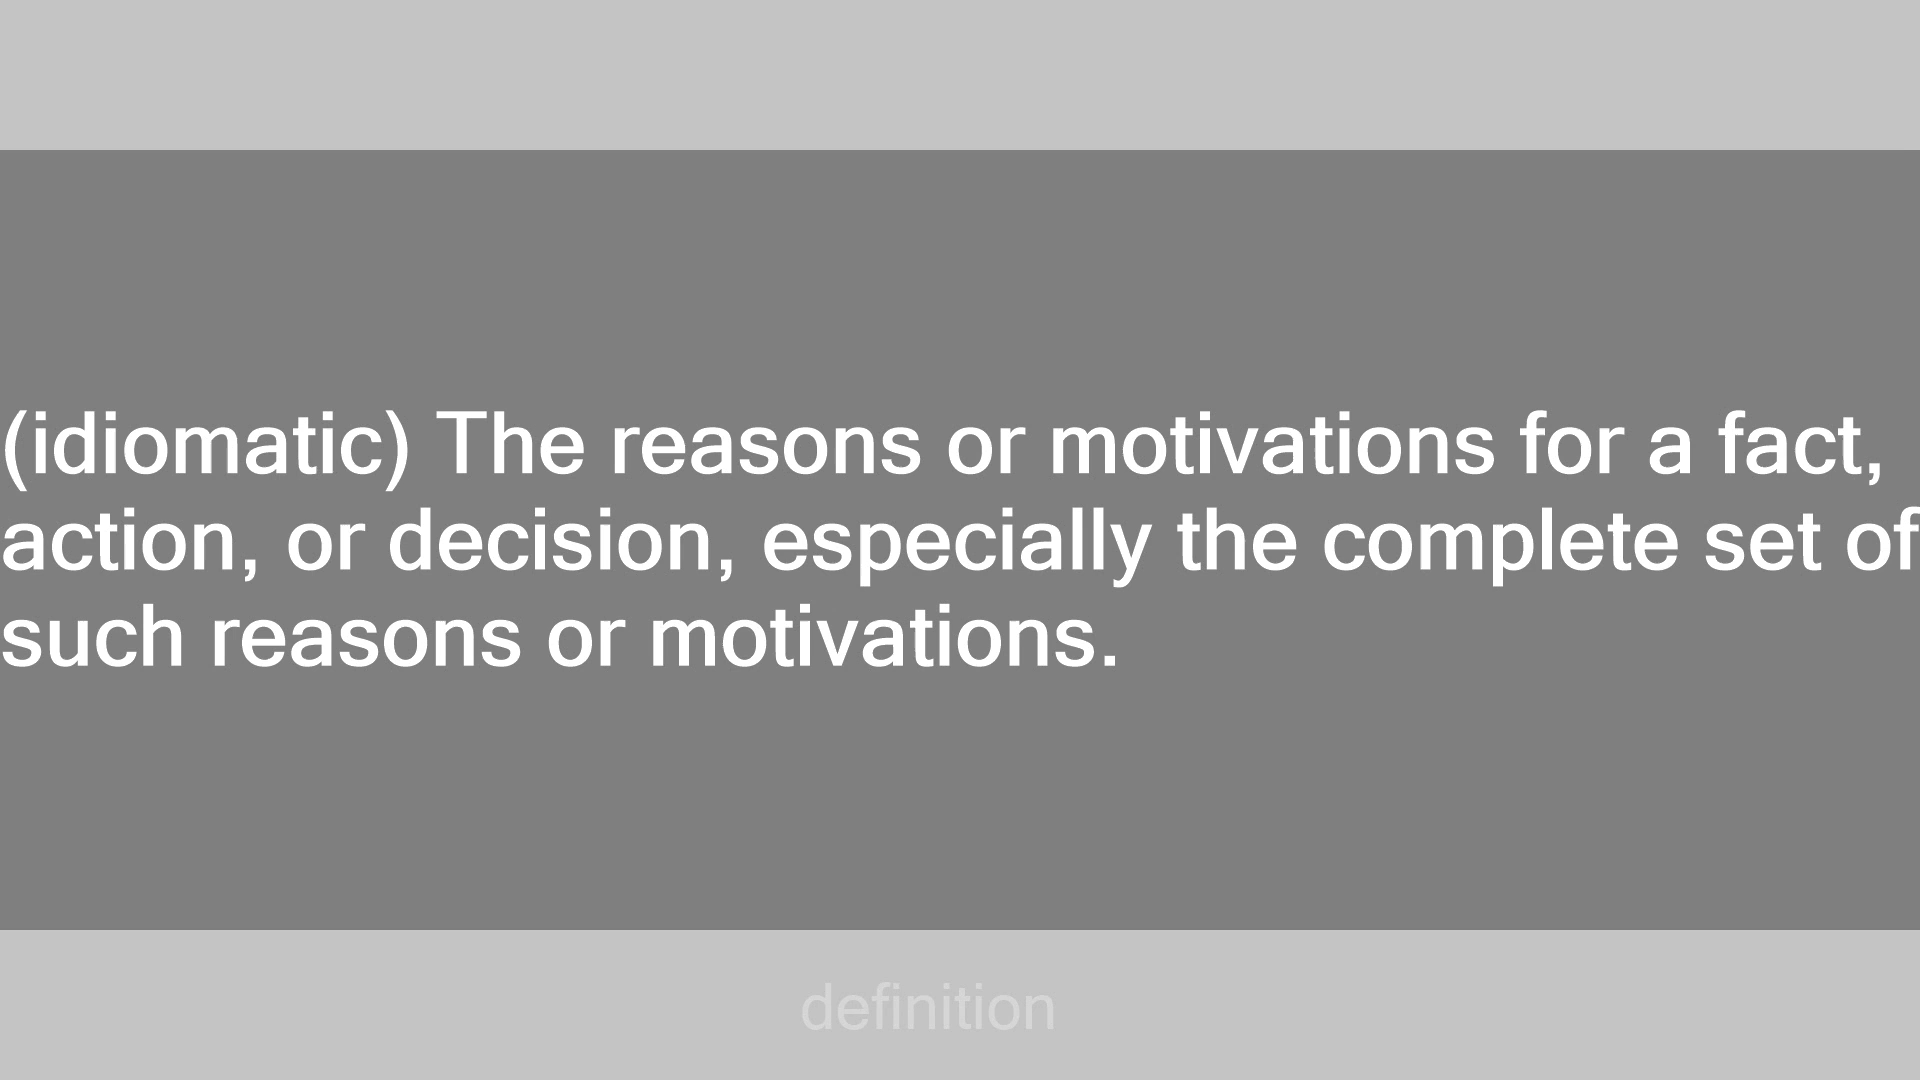 (idiomatic) The reasons or motivations for a fact,
action, or decision, especially the complete set of
such reasons or motivations.
definition